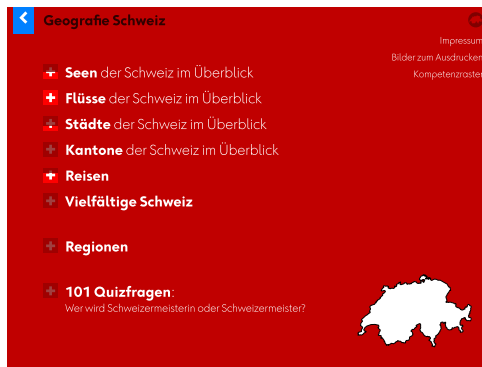 Geografie Schweiz
Impressum
Bilder zum Ausdrucken
Kompetenzraster
Seen der Schweiz im Überblick
Flüsse der Schweiz im Überblick
Städte der Schweiz im Überblick
Kantone der Schweiz im Überblick
Reisen
Vielfältige Schweiz
Regionen
101 Quizfragen:
Wer wird Schweizermeisterin oder Schweizermeister?